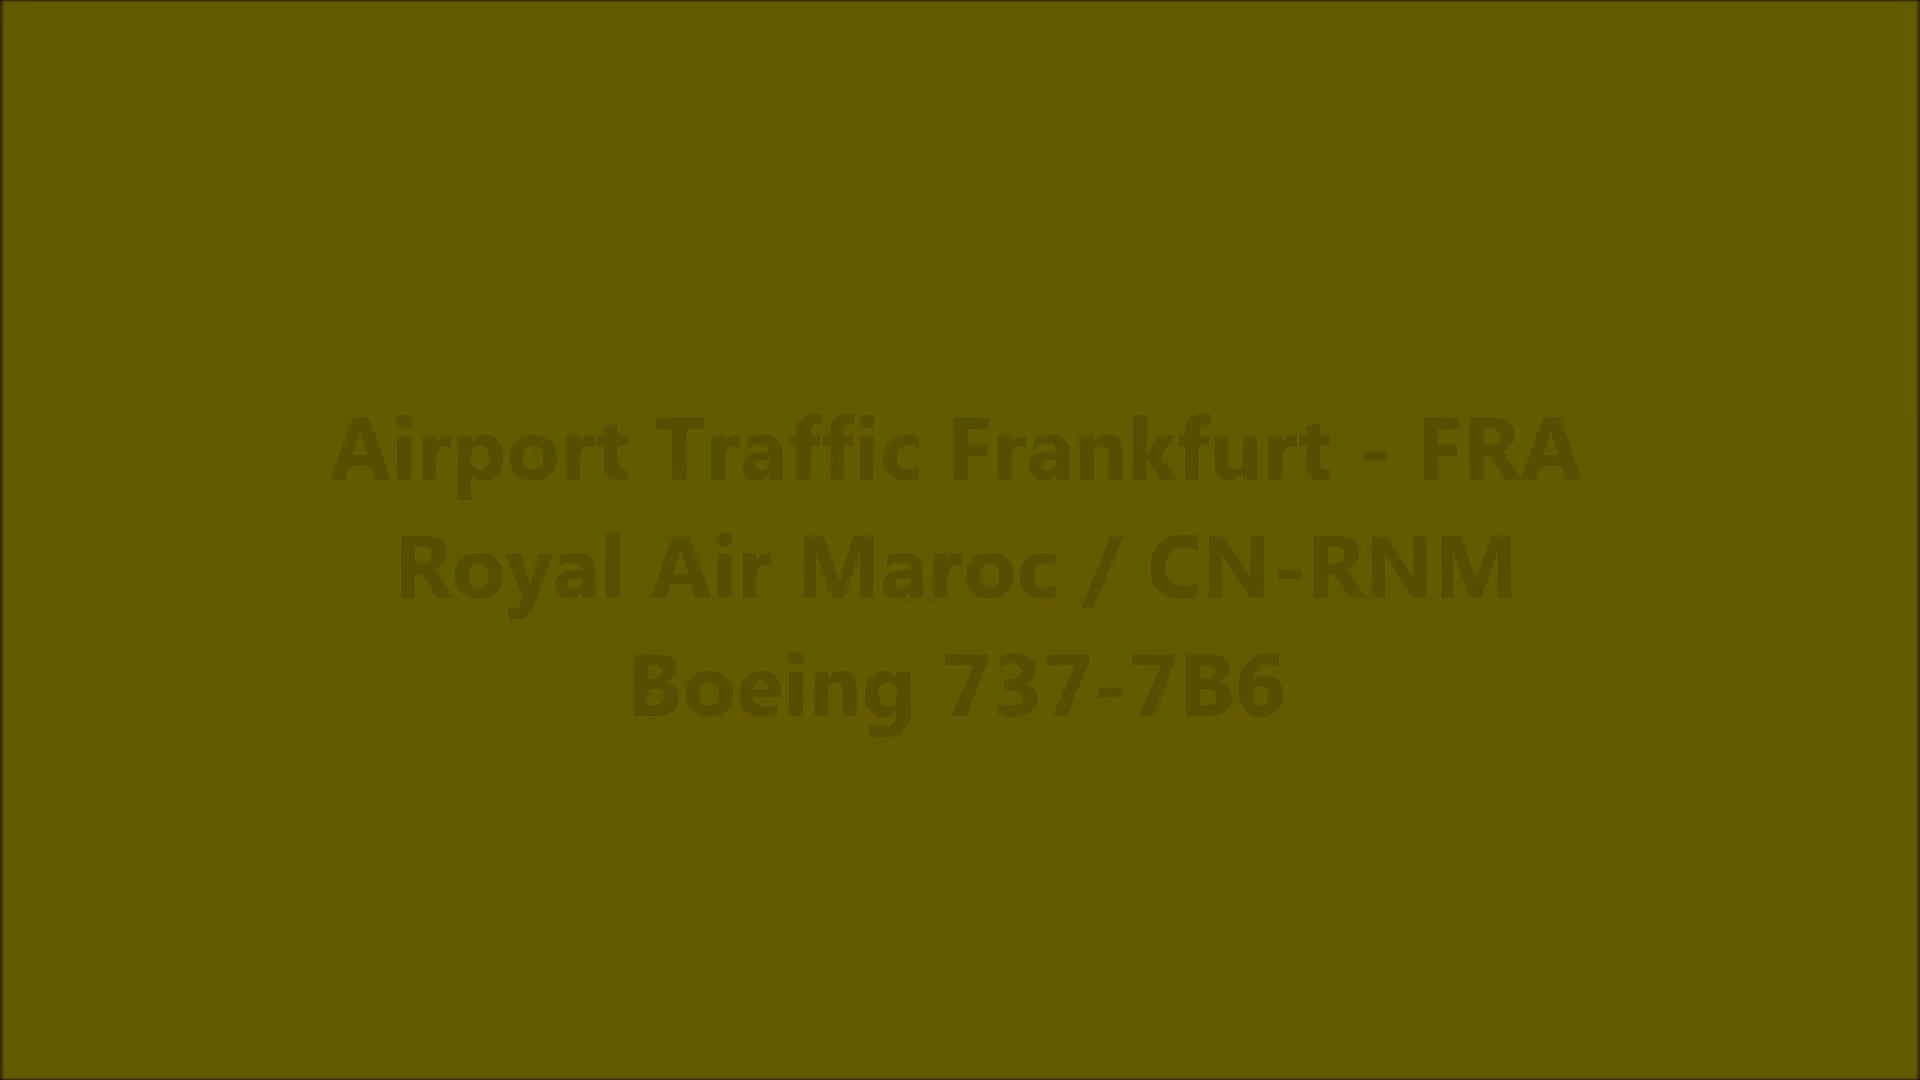 Airport Traffic Frankfurt - FRA
Royal Air Maroc / CN-RNM
Boeing 737-7B6